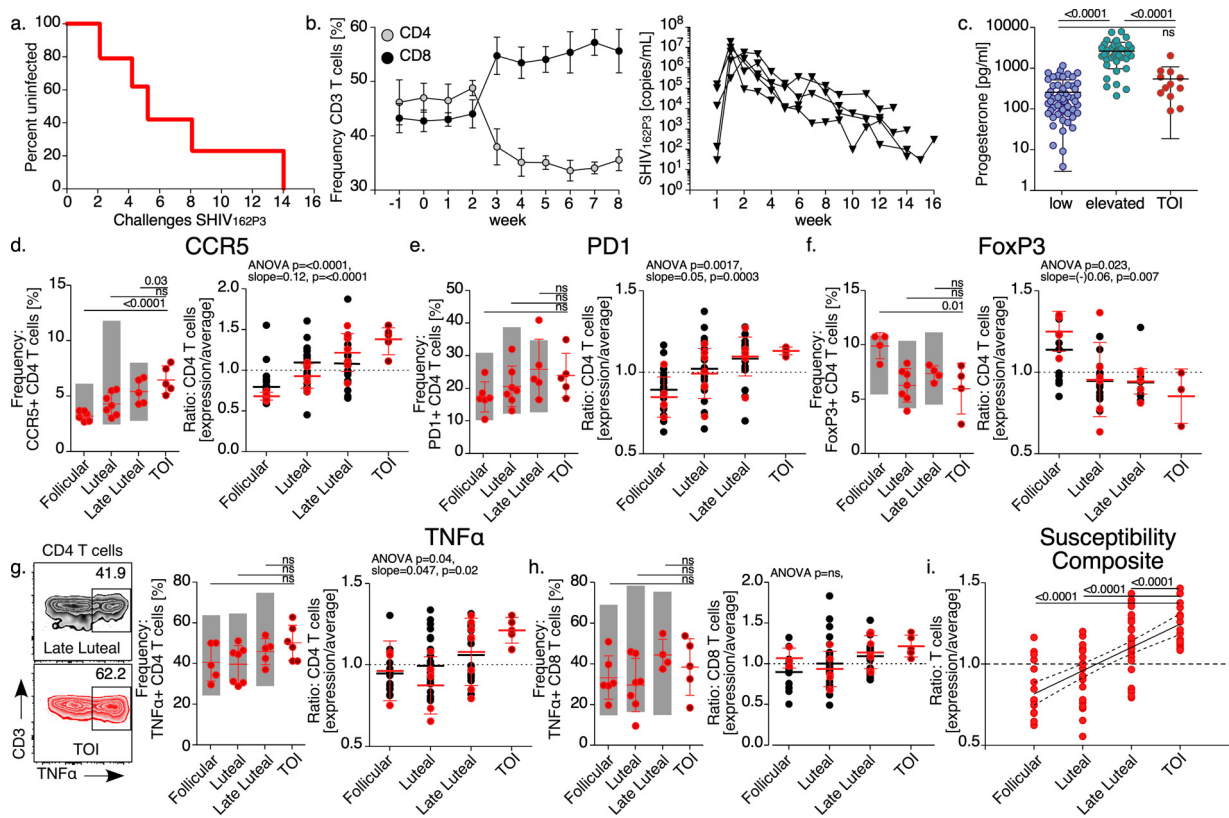 a.
Percent uninfected
100
80
60
40
20
0
0 2 4 6 8 10 12 14 16
Challenges SHIV162P3
b.
Frequency CD3 T cells [%]
60
50
40
30
CD4
CD8
-1 0 1 2 3 4 5 6 7 8
week
SHIV162P3 [copies/mL]
10⁸
10⁷
10⁶
10⁵
10⁴
10³
10²
10¹
10⁰
0 2 4 6 8 10 12 14 16
week
c.
<0.0001 <0.0001
ns
Progesterone [pg/ml]
10000
1000
100
10
1
low elevated TOI
d.
CCR5
Frequency:
CCR5+ CD4 T cells [%]
15
10
5
0
0.03
ns
<0.0001
Follicular
Luteal
Late Luteal
TOI
ANOVA p=<0.0001,
slope=0.12, p=<0.0001
Ratio: CD4 T cells
[expression/average]
2.0
1.5
1.0
0.5
0.0
Follicular
Luteal
Late Luteal
TOI
e.
PD1
Frequency:
PD1+ CD4 T cells [%]
50
40
30
20
10
0
ns
ns
ns
Follicular
Luteal
Late Luteal
TOI
ANOVA p=0.0017,
slope=0.05, p=0.0003
Ratio: CD4 T cells
[expression/average]
1.5
1.0
0.5
Follicular
Luteal
Late Luteal
TOI
f.
FoxP3
Frequency:
FoxP3+ CD4 T cells [%]
15
10
5
0
ns
ns
0.01
Follicular
Luteal
Late Luteal
TOI
ANOVA p=0.023,
slope=(-)0.06, p=0.007
Ratio: CD4 T cells
[expression/average]
1.5
1.0
0.5
Follicular
Luteal
Late Luteal
TOI
TNFα
g.
CD4 T cells
41.9
Late Luteal
62.2
TOI
CD3
TNFα
Frequency:
TNFα+ CD4 T cells [%]
80
60
40
20
0
ns
ns
ns
Follicular
Luteal
Late Luteal
TOI
ANOVA p=0.04,
slope=0.047, p=0.02
Ratio: CD4 T cells
[expression/average]
1.5
1.0
0.5
Follicular
Luteal
Late Luteal
TOI
h.
Frequency:
TNFα+ CD8 T cells [%]
80
60
40
20
0
ns
ns
ns
Follicular
Luteal
Late Luteal
TOI
ANOVA p=ns,
Ratio: CD8 T cells
[expression/average]
2.0
1.5
1.0
0.5
0.0
Follicular
Luteal
Late Luteal
TOI
i.
Susceptibility
Composite
Ratio: T cells
[expression/average]
1.5
1.0
0.5
<0.0001
<0.0001
<0.0001
Follicular
Luteal
Late Luteal
TOI